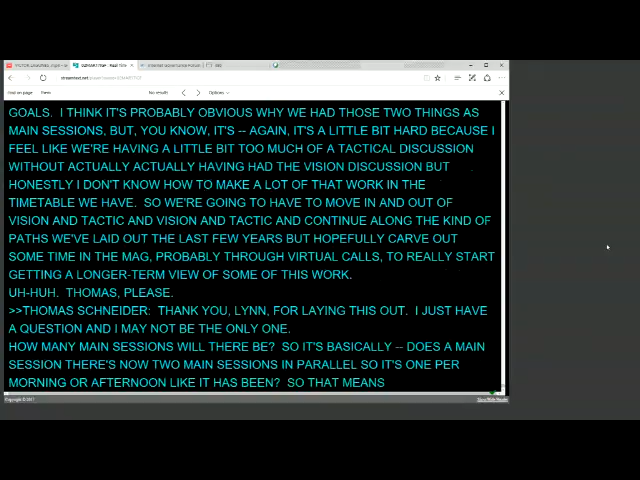 streamtext.net
Find on page
Options
GOALS.  I THINK IT'S PROBABLY OBVIOUS WHY WE HAD THOSE TWO THINGS AS
MAIN SESSIONS, BUT, YOU KNOW, IT'S -- AGAIN, IT'S A LITTLE BIT HARD BECAUSE I
FEEL LIKE WE'RE HAVING A LITTLE BIT TOO MUCH OF A TACTICAL DISCUSSION
WITHOUT ACTUALLY ACTUALLY HAVING HAD THE VISION DISCUSSION BUT
HONESTLY I DON'T KNOW HOW TO MAKE A LOT OF THAT WORK IN THE
TIMETABLE WE HAVE.  SO WE'RE GOING TO HAVE TO MOVE IN AND OUT OF
VISION AND TACTIC AND VISION AND TACTIC AND CONTINUE ALONG THE KIND OF
PATHS WE'VE LAID OUT THE LAST FEW YEARS BUT HOPEFULLY CARVE OUT
SOME TIME IN THE MAG, PROBABLY THROUGH VIRTUAL CALLS, TO REALLY START
GETTING A LONGER-TERM VIEW OF SOME OF THIS WORK.
UH-HUH.  THOMAS, PLEASE.
>>THOMAS SCHNEIDER:  THANK YOU, LYNN, FOR LAYING THIS OUT.  I JUST HAVE
A QUESTION AND I MAY NOT BE THE ONLY ONE.
HOW MANY MAIN SESSIONS WILL THERE BE?  SO IT'S BASICALLY -- DOES A MAIN
SESSION THERE'S NOW TWO MAIN SESSIONS IN PARALLEL SO IT'S ONE PER
MORNING OR AFTERNOON LIKE IT HAS BEEN?  SO THAT MEANS